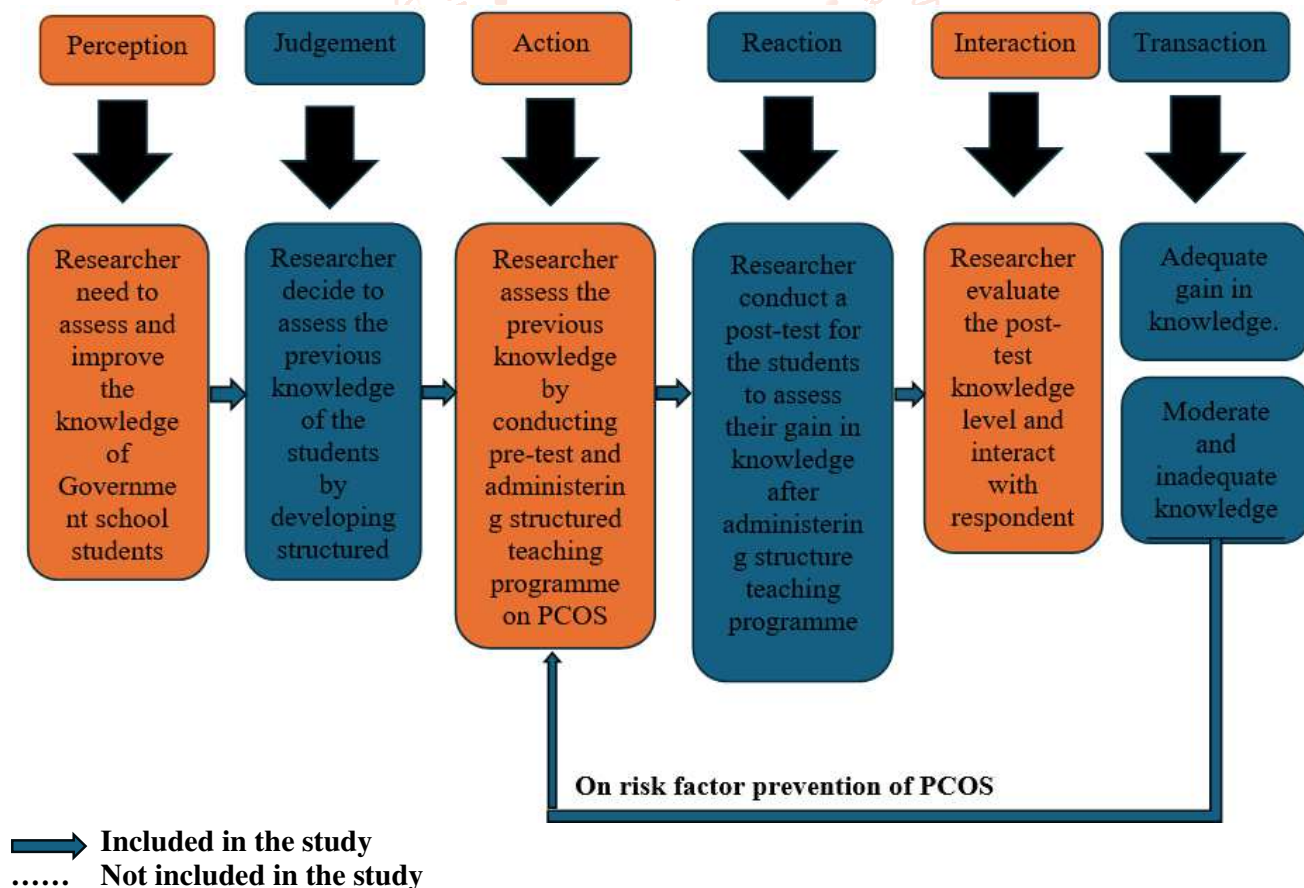 Perception
Judgement
Action
Reaction
Interaction
Transaction
Researcher
need to
assess and
improve
the
knowledge
of
Governme
nt school
students
Researcher
decide to
assess the
previous
knowledge
of the
students
by
developing
structured
Researcher
assess the
previous
knowledge
by
conducting
pre-test and
administerin
g structured
teaching
programme
on PCOS
Researcher
conduct a
post-test for
the students
to assess
their gain in
knowledge
after
administerin
g structure
teaching
programme
Researcher
evaluate
the post-
test
knowledge
level and
interact
with
respondent
Adequate
gain in
knowledge.
Moderate
and
inadequate
knowledge
On risk factor prevention of PCOS
Included in the study
...... Not included in the study